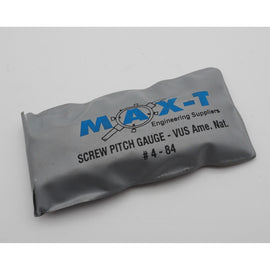 MAX-T
Engineering Suppliers
SCREW PITCH GAUGE - VUS Ame. Nat.
# 4 - 84